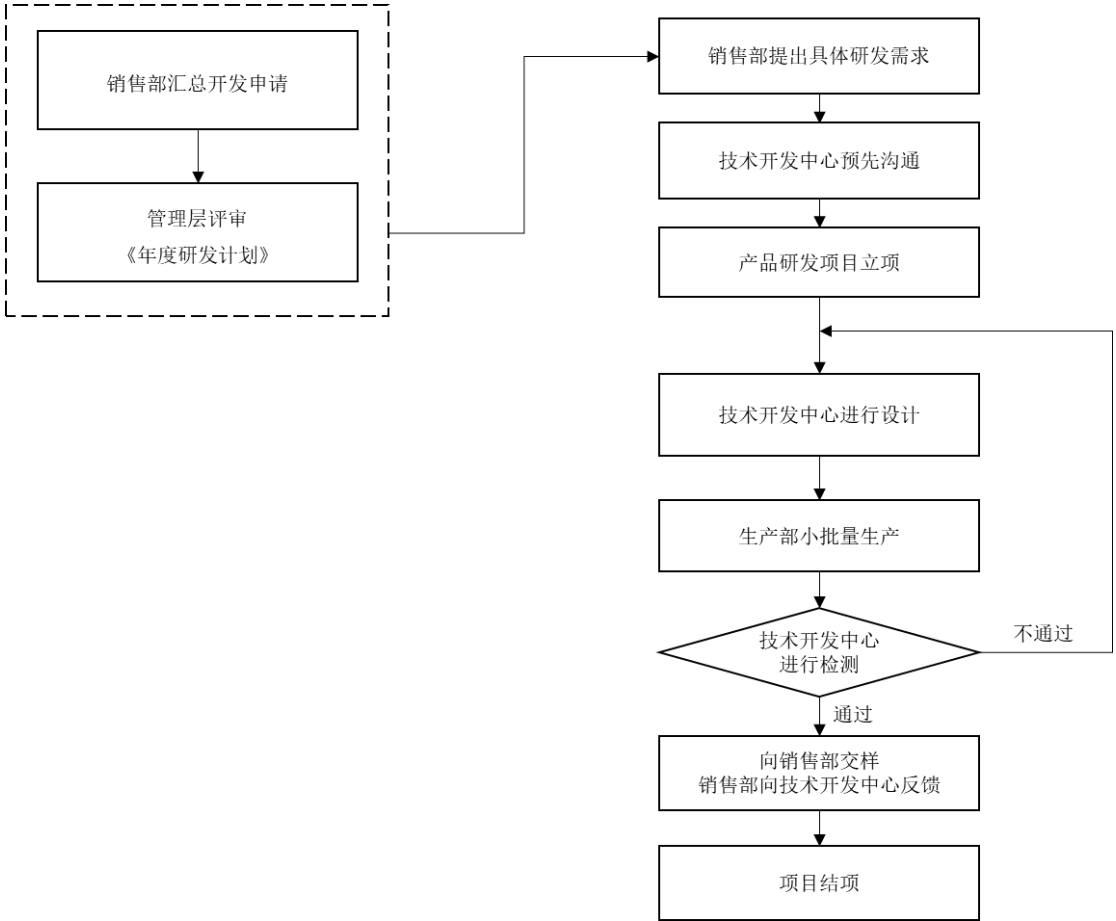 销售部汇总开发申请
管理层评审
《年度研发计划》
销售部提出具体研发需求
技术开发中心预先沟通
产品研发项目立项
技术开发中心进行设计
生产部小批量生产
技术开发中心
进行检测
不通过
通过
向销售部交样
销售部向技术开发中心反馈
项目结项